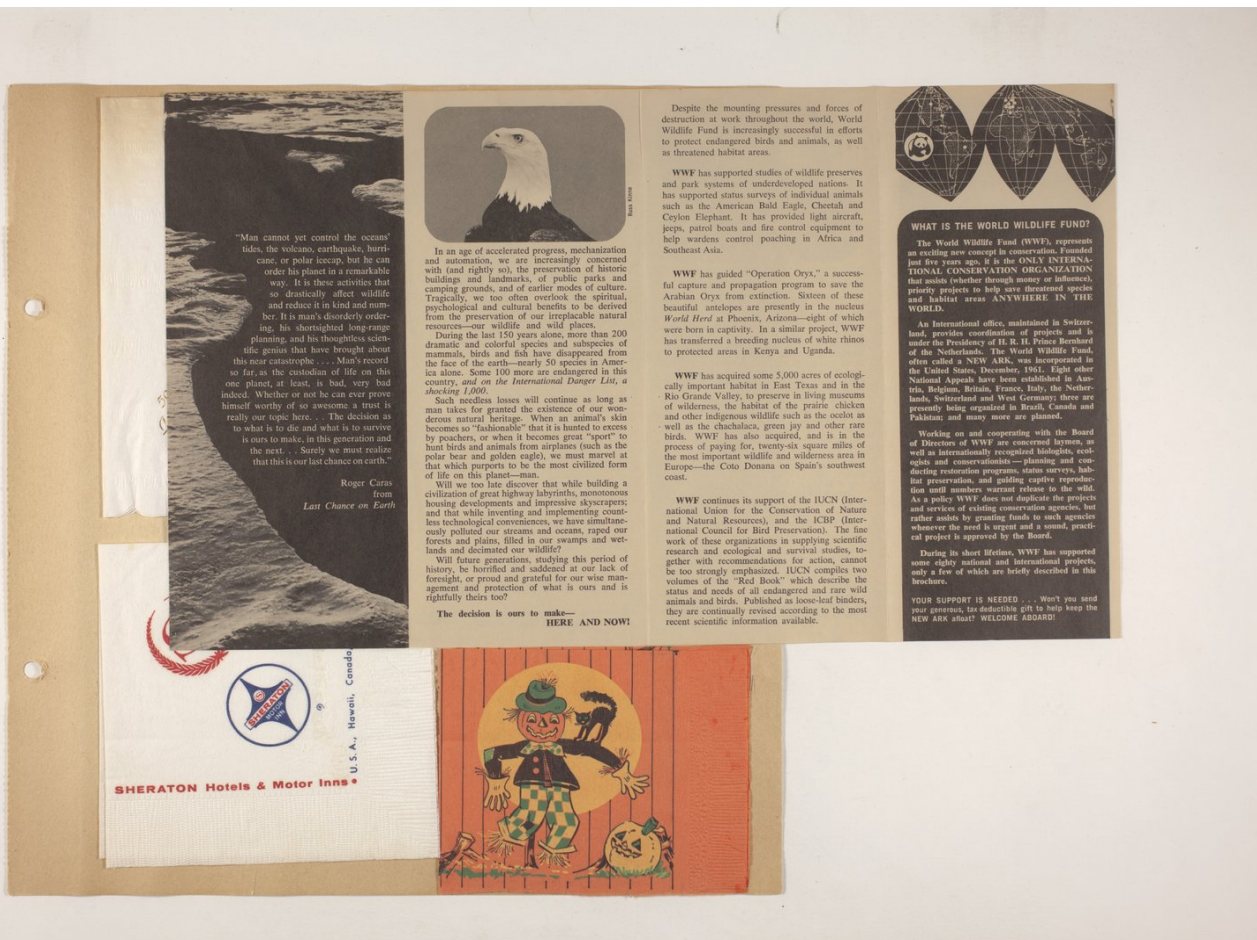 "Man cannot yet control the oceans'
tides, the volcano, earthquake, hurri-
cane, or polar icecap, but he can
order his planet in a remarkable
way. It is these activities that
so drastically affect wildlife
and reduce it in kind and num-
ber. It is man's disorderly order-
ing, his shortsighted long-range
planning, and his thoughtless scien-
tific genius that have brought about
this near catastrophe . . . . Man's record
so far, as the custodian of life on this
one planet, at least, is bad, very bad
indeed. Whether or not he can ever prove
himself worthy of so awesome a trust is
really our topic here. . . The decision as
to what is to die and what is to survive
is ours to make, in this generation and
the next. . . Surely we must realize
that this is our last chance on earth."
Roger Caras
from
Last Chance on Earth
Russ Kinne
In an age of accelerated progress, mechanization
and automation, we are increasingly concerned
with (and rightly so), the preservation of historic
buildings and landmarks, of public parks and
camping grounds, and of earlier modes of culture.
Tragically, we too often overlook the spiritual,
psychological and cultural benefits to be derived
from the preservation of our irreplacable natural
resources—our wildlife and wild places.
During the last 150 years alone, more than 200
dramatic and colorful species and subspecies of
mammals, birds and fish have disappeared from
the face of the earth—nearly 50 species in Amer-
ica alone. Some 100 more are endangered in this
country, and on the International Danger List, a
shocking 1,000.
Such needless losses will continue as long as
man takes for granted the existence of our won-
derous natural heritage. When an animal's skin
becomes so "fashionable" that it is hunted to excess
by poachers, or when it becomes great "sport" to
hunt birds and animals from airplanes (such as the
polar bear and golden eagle), we must marvel at
that which purports to be the most civilized form
of life on this planet—man.
Will we too late discover that while building a
civilization of great highway labyrinths, monotonous
housing developments and impressive skyscrapers;
and that while inventing and implementing count-
less technological conveniences, we have simultane-
ously polluted our streams and oceans, raped our
forests and plains, filled in our swamps and wet-
lands and decimated our wildlife?
Will future generations, studying this period of
history, be horrified and saddened at our lack of
foresight, or proud and grateful for our wise man-
agement and protection of what is ours and is
rightfully theirs too?
The decision is ours to make—
HERE AND NOW!
Despite the mounting pressures and forces of
destruction at work throughout the world, World
Wildlife Fund is increasingly successful in efforts
to protect endangered birds and animals, as well
as threatened habitat areas.
WWF has supported studies of wildlife preserves
and park systems of underdeveloped nations. It
has supported status surveys of individual animals
such as the American Bald Eagle, Cheetah and
Ceylon Elephant. It has provided light aircraft,
jeeps, patrol boats and fire control equipment to
help wardens control poaching in Africa and
Southeast Asia.
WWF has guided "Operation Oryx," a success-
ful capture and propagation program to save the
Arabian Oryx from extinction. Sixteen of these
beautiful antelopes are presently in the nucleus
World Herd at Phoenix, Arizona—eight of which
were born in captivity. In a similar project, WWF
has transferred a breeding nucleus of white rhinos
to protected areas in Kenya and Uganda.
WWF has acquired some 5,000 acres of ecologi-
cally important habitat in East Texas and in the
Rio Grande Valley, to preserve in living museums
of wilderness, the habitat of the prairie chicken
and other indigenous wildlife such as the ocelot as
well as the chachalaca, green jay and other rare
birds. WWF has also acquired, and is in the
process of paying for, twenty-six square miles of
the most important wildlife and wilderness area in
Europe—the Coto Donana on Spain's southwest
coast.
WWF continues its support of the IUCN (Inter-
national Union for the Conservation of Nature
and Natural Resources), and the ICBP (Inter-
national Council for Bird Preservation). The fine
work of these organizations in supplying scientific
research and ecological and survival studies, to-
gether with recommendations for action, cannot
be too strongly emphasized. IUCN compiles two
volumes of the "Red Book" which describe the
status and needs of all endangered and rare wild
animals and birds. Published as loose-leaf binders,
they are continually revised according to the most
recent scientific information available.
WHAT IS THE WORLD WILDLIFE FUND?
The World Wildlife Fund (WWF), represents
an exciting new concept in conservation. Founded
just five years ago, it is the ONLY INTERNA-
TIONAL CONSERVATION ORGANIZATION
that assists (whether through money or influence),
priority projects to help save threatened species
and habitat areas ANYWHERE IN THE
WORLD.
An International office, maintained in Switzer-
land, provides coordination of projects and is
under the Presidency of H. R. H. Prince Bernhard
of the Netherlands. The World Wildlife Fund,
often called a NEW ARK, was incorporated in
the United States, December, 1961. Eight other
National Appeals have been established in Aus-
tria, Belgium, Britain, France, Italy, the Nether-
lands, Switzerland and West Germany; three are
presently being organized in Brazil, Canada and
Pakistan; and many more are planned.
Working on and cooperating with the Board
of Directors of WWF are concerned laymen, as
well as internationally recognized biologists, ecol-
ogists and conservationists — planning and con-
ducting restoration programs, status surveys, hab-
itat preservation, and guiding captive reproduc-
tion until numbers warrant release to the wild.
As a policy WWF does not duplicate the projects
and services of existing conservation agencies, but
rather assists by granting funds to such agencies
whenever the need is urgent and a sound, practi-
cal project is approved by the Board.
During its short lifetime, WWF has supported
some eighty national and international projects,
only a few of which are briefly described in this
brochure.
YOUR SUPPORT IS NEEDED . . . Won't you send
your generous, tax deductible gift to help keep the
NEW ARK afloat? WELCOME ABOARD!
SHERATON
MOTOR
INN
®
U.S.A., Hawaii, Canada,
SHERATON Hotels & Motor Inns